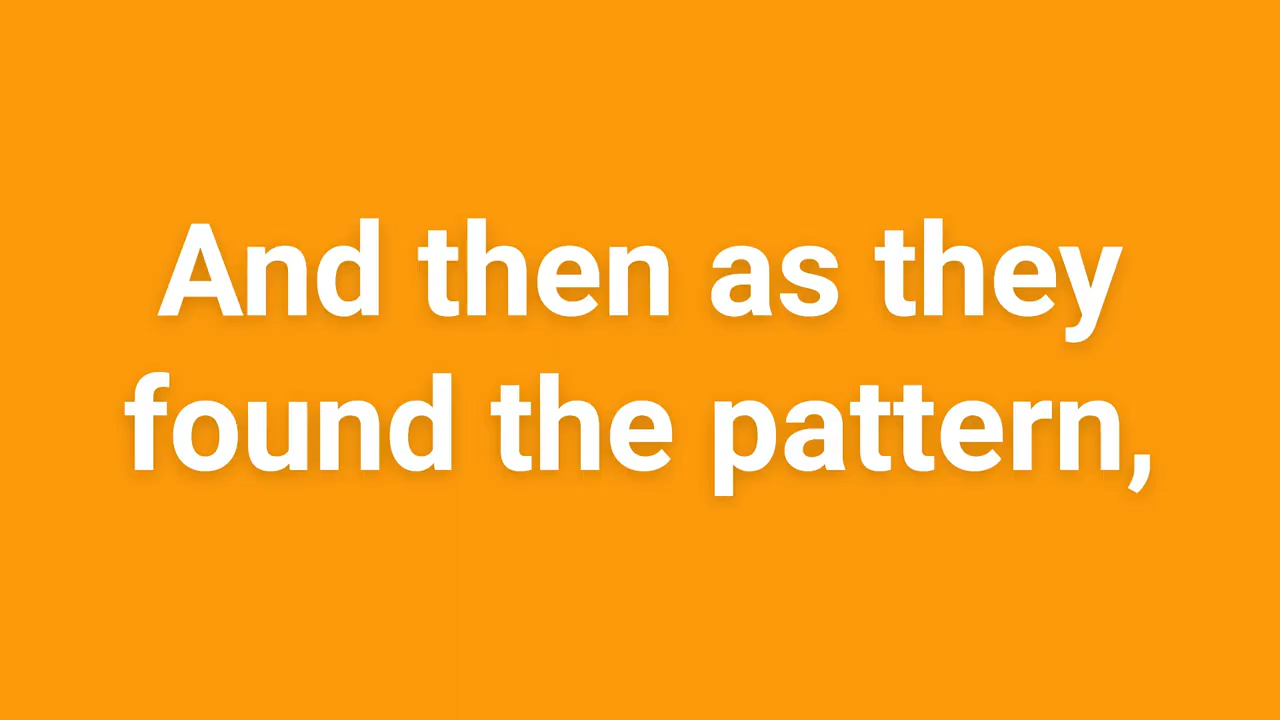 And then as they
found the pattern,